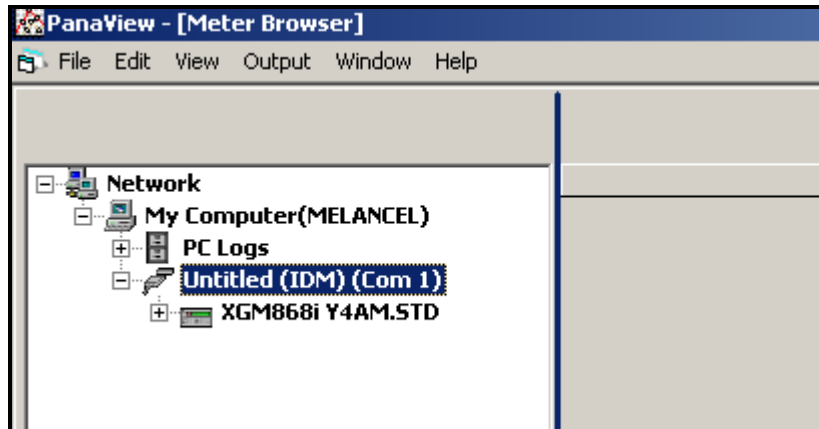 PanaView - [Meter Browser]
File Edit View Output Window Help
Network
My Computer(MELANCEL)
PC Logs
Untitled (IDM) (Com 1)
XGM868i Y4AM.STD